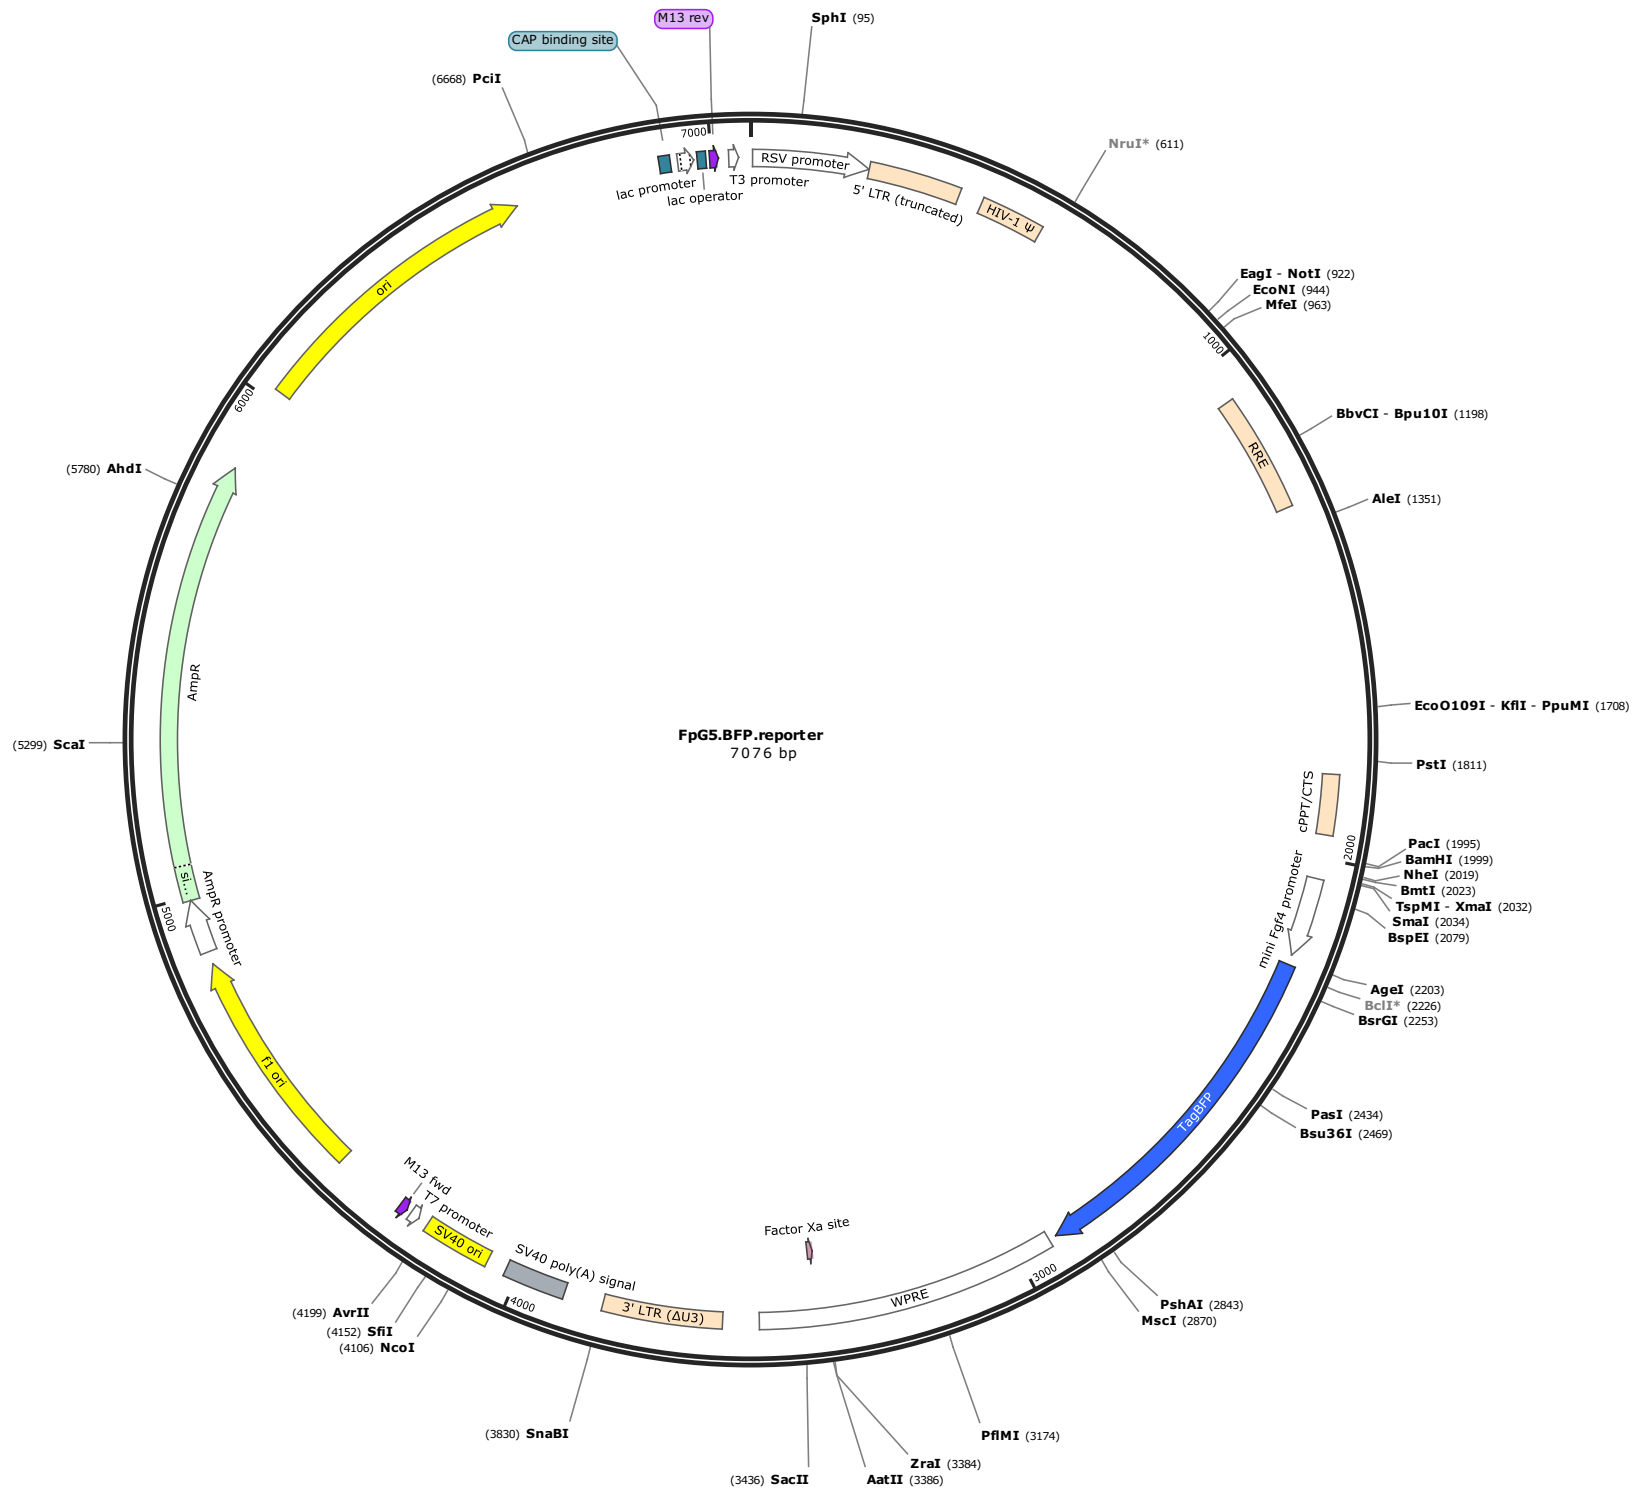 M13 rev
CAP binding site
SphI (95)
(6668) PciI
7000
lac promoter
lac operator
T3 promoter
RSV promoter
5' LTR (truncated)
HIV-1 Ψ
NruI* (611)
EagI - NotI (922)
EcoNI (944)
MfeI (963)
1000
RRE
BbvCI - Bpu10I (1198)
AleI (1351)
EcoO109I - KflI - PpuMI (1708)
PstI (1811)
cPPT/CTS
2000
PacI (1995)
BamHI (1999)
NheI (2019)
BmtI (2023)
TspMI - XmaI (2032)
SmaI (2034)
BspEI (2079)
mini Fgf4 promoter
AgeI (2203)
BclI* (2226)
BsrGI (2253)
TagBFP
PasI (2434)
Bsu36I (2469)
PshAI (2843)
MscI (2870)
3000
WPRE
Factor Xa site
PflMI (3174)
ZraI (3384)
AatII (3386)
(3436) SacII
3' LTR (ΔU3)
(3830) SnaBI
SV40 poly(A) signal
4000
SV40 ori
T7 promoter
M13 fwd
(4106) NcoI
(4152) SfiI
(4199) AvrII
f1 ori
AmpR promoter
5000
si...
AmpR
(5299) ScaI
(5780) AhdI
6000
ori
FpG5.BFP.reporter
7076 bp